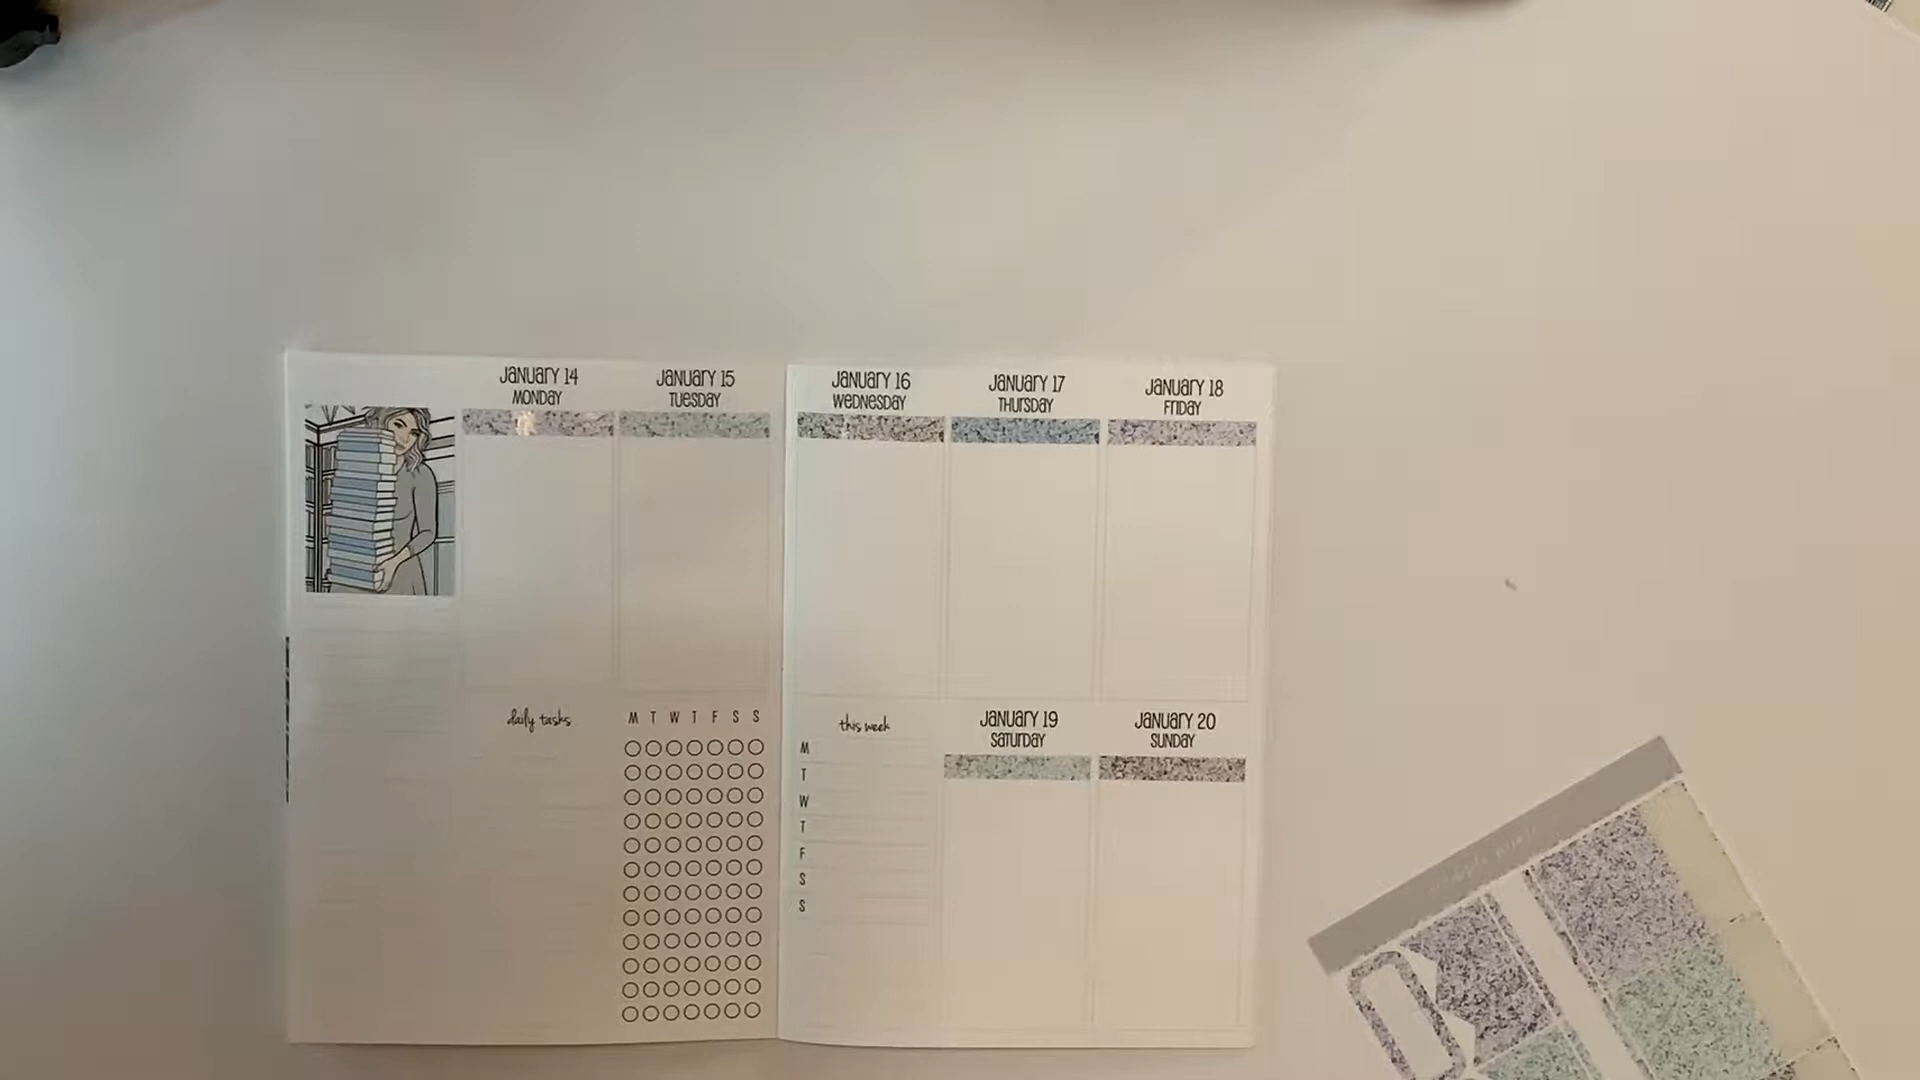 January 14
Monday
January 15
Tuesday
January 16
Wednesday
January 17
Thursday
January 18
Friday
daily tasks
M T W T F S S
this week
M
T
W
T
F
S
S
January 19
Saturday
January 20
Sunday